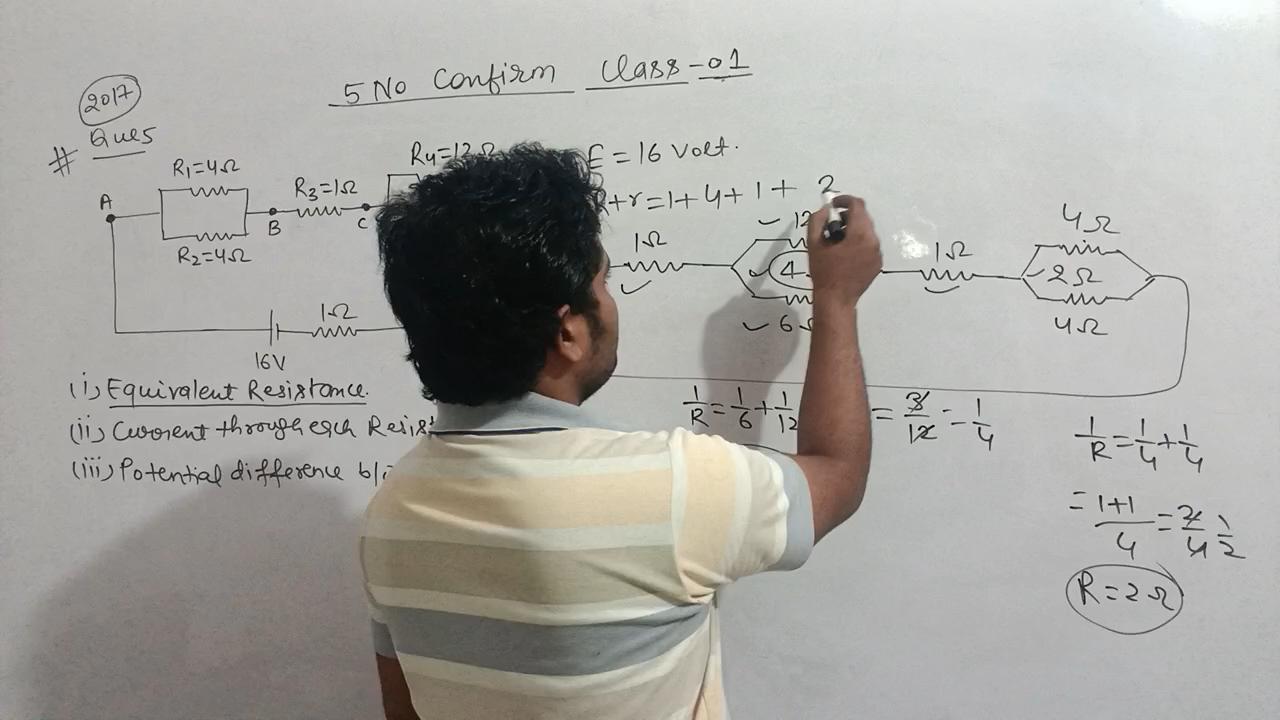 5 No Confirm Class-01
2017
# Ques
R₁=4Ω
R₂=4Ω
A
B
R₃=1Ω
C
R₄=12Ω
1Ω
16V
(i) Equivalent Resistance.
(ii) Current through each Resist
(iii) Potential difference b/
E = 16 Volt.
R+r=1+4+1+2
1Ω
12
4
6Ω
1Ω
4Ω
2Ω
4Ω
1/R = 1/6 + 1/12
= 3/12 - 1/4
1/R = 1/4 + 1/4
= 1+1/4 = 2/4 1/2
R = 2Ω